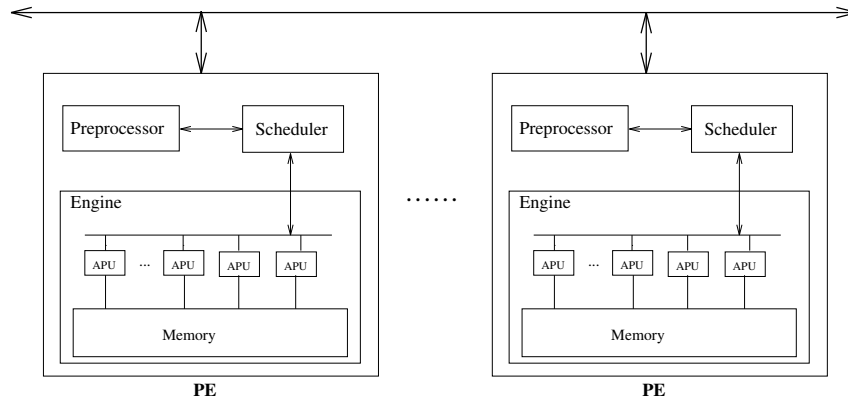 Preprocessor
Scheduler
Engine
APU ... APU APU APU
Memory
PE
......
Preprocessor
Scheduler
Engine
APU ... APU APU APU
Memory
PE